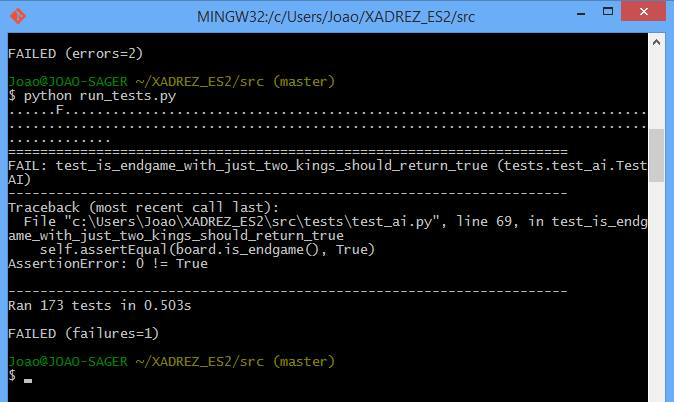 MINGW32:/c/Users/Joao/XADREZ_ES2/src
FAILED (errors=2)
Joao@JOAO-SAGER ~/XADREZ_ES2/src (master)
$ python run_tests.py
......F.........................................................................
................................................................................
.............
======================================================================
FAIL: test_is_endgame_with_just_two_kings_should_return_true (tests.test_ai.Test
AI)
----------------------------------------------------------------------
Traceback (most recent call last):
  File "c:\Users\Joao\XADREZ_ES2\src\tests\test_ai.py", line 69, in test_is_endg
ame_with_just_two_kings_should_return_true
    self.assertEqual(board.is_endgame(), True)
AssertionError: 0 != True
----------------------------------------------------------------------
Ran 173 tests in 0.503s
FAILED (failures=1)
Joao@JOAO-SAGER ~/XADREZ_ES2/src (master)
$